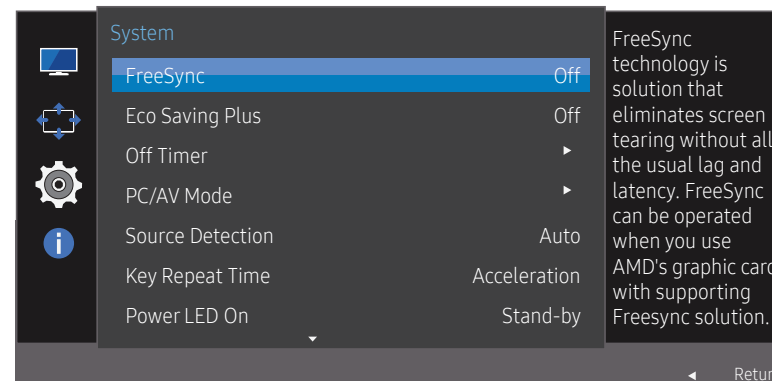 System
FreeSync Off
Eco Saving Plus Off
Off Timer
PC/AV Mode
Source Detection Auto
Key Repeat Time Acceleration
Power LED On Stand-by
FreeSync
technology is
solution that
eliminates screen
tearing without all
the usual lag and
latency. FreeSync
can be operated
when you use
AMD's graphic card
with supporting
Freesync solution.
Retur